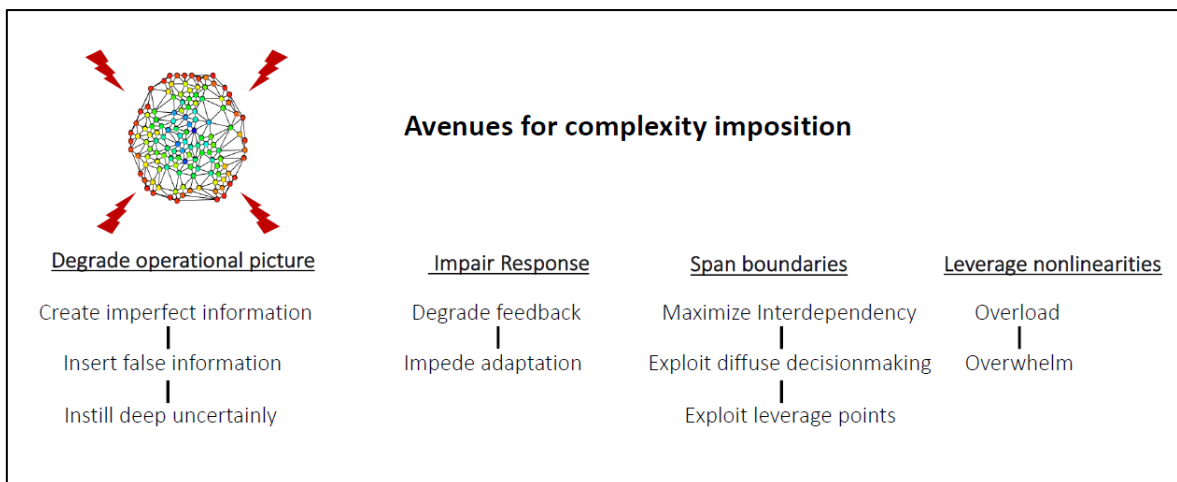 Avenues for complexity imposition
Degrade operational picture
Create imperfect information
Insert false information
Instill deep uncertainly
Impair Response
Degrade feedback
Impede adaptation
Span boundaries
Maximize Interdependency
Exploit diffuse decisionmaking
Exploit leverage points
Leverage nonlinearities
Overload
Overwhelm